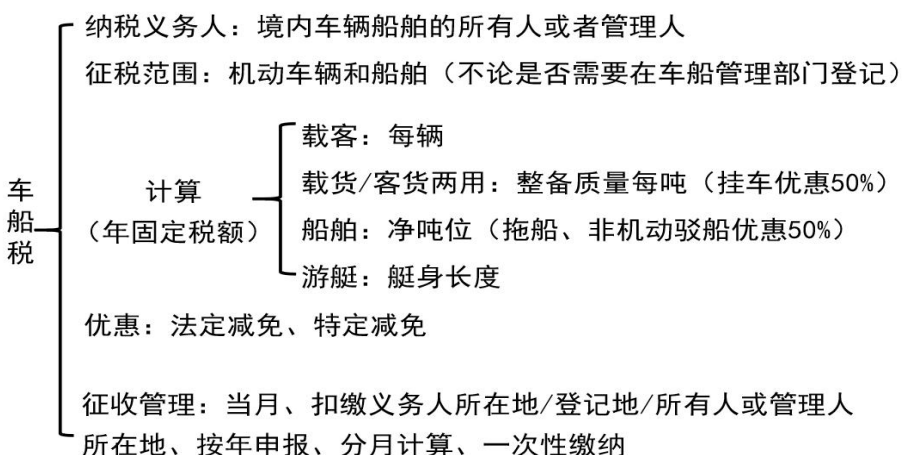 车船税
纳税义务人：境内车辆船舶的所有人或者管理人
征税范围：机动车辆和船舶（不论是否需要在车船管理部门登记）
计算
（年固定税额）
载客：每辆
载货/客货两用：整备质量每吨（挂车优惠50%）
船舶：净吨位（拖船、非机动驳船优惠50%）
游艇：艇身长度
优惠：法定减免、特定减免
征收管理：当月、扣缴义务人所在地/登记地/所有人或管理人
所在地、按年申报、分月计算、一次性缴纳